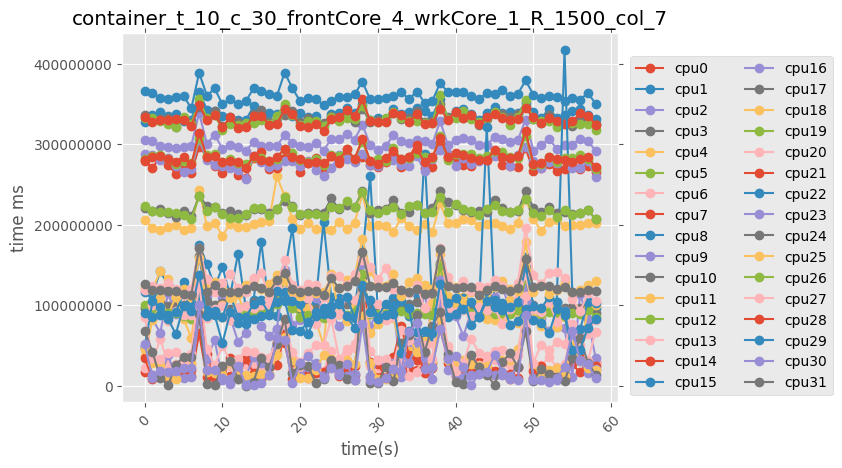 container_t_10_c_30_frontCore_4_wrkCore_1_R_1500_col_7
400000000
300000000
200000000
100000000
0
time ms
0
10
20
30
40
50
60
time(s)
cpu0
cpu1
cpu2
cpu3
cpu4
cpu5
cpu6
cpu7
cpu8
cpu9
cpu10
cpu11
cpu12
cpu13
cpu14
cpu15
cpu16
cpu17
cpu18
cpu19
cpu20
cpu21
cpu22
cpu23
cpu24
cpu25
cpu26
cpu27
cpu28
cpu29
cpu30
cpu31